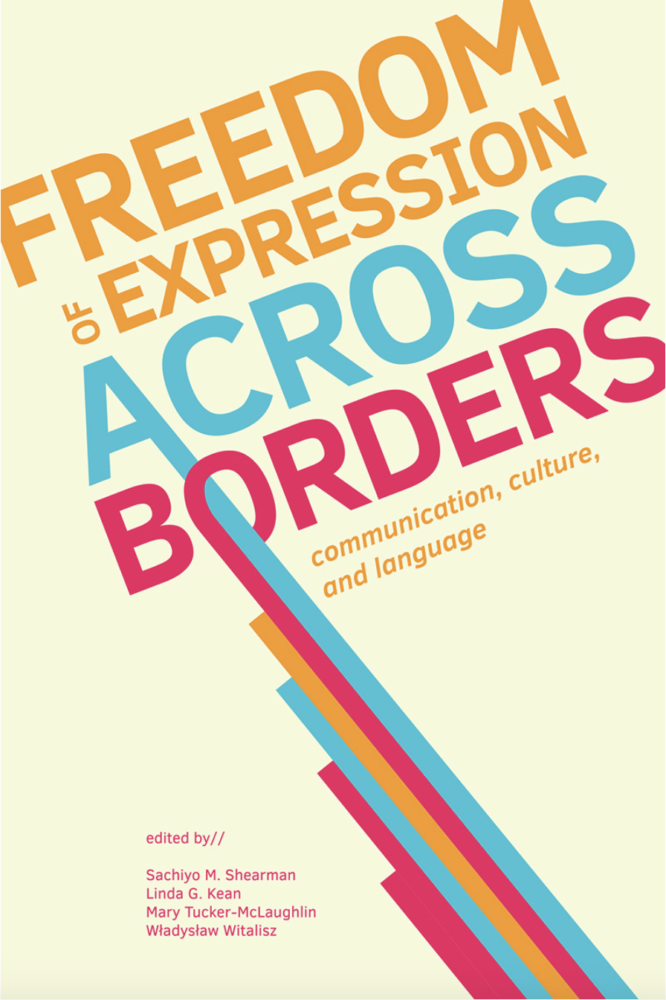 FREEDOM
OF EXPRESSION
ACROSS
BORDERS
communication, culture,
and language
edited by//
Sachiyo M. Shearman
Linda G. Kean
Mary Tucker-McLaughlin
Władysław Witalisz